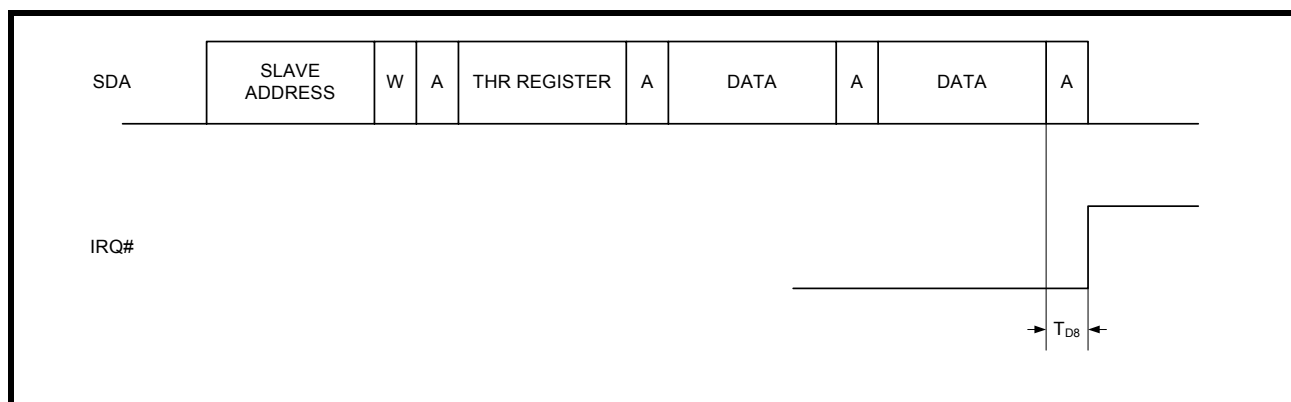 SDA
SLAVE
ADDRESS
W
A
THR REGISTER
A
DATA
A
DATA
A
IRQ#
TD8